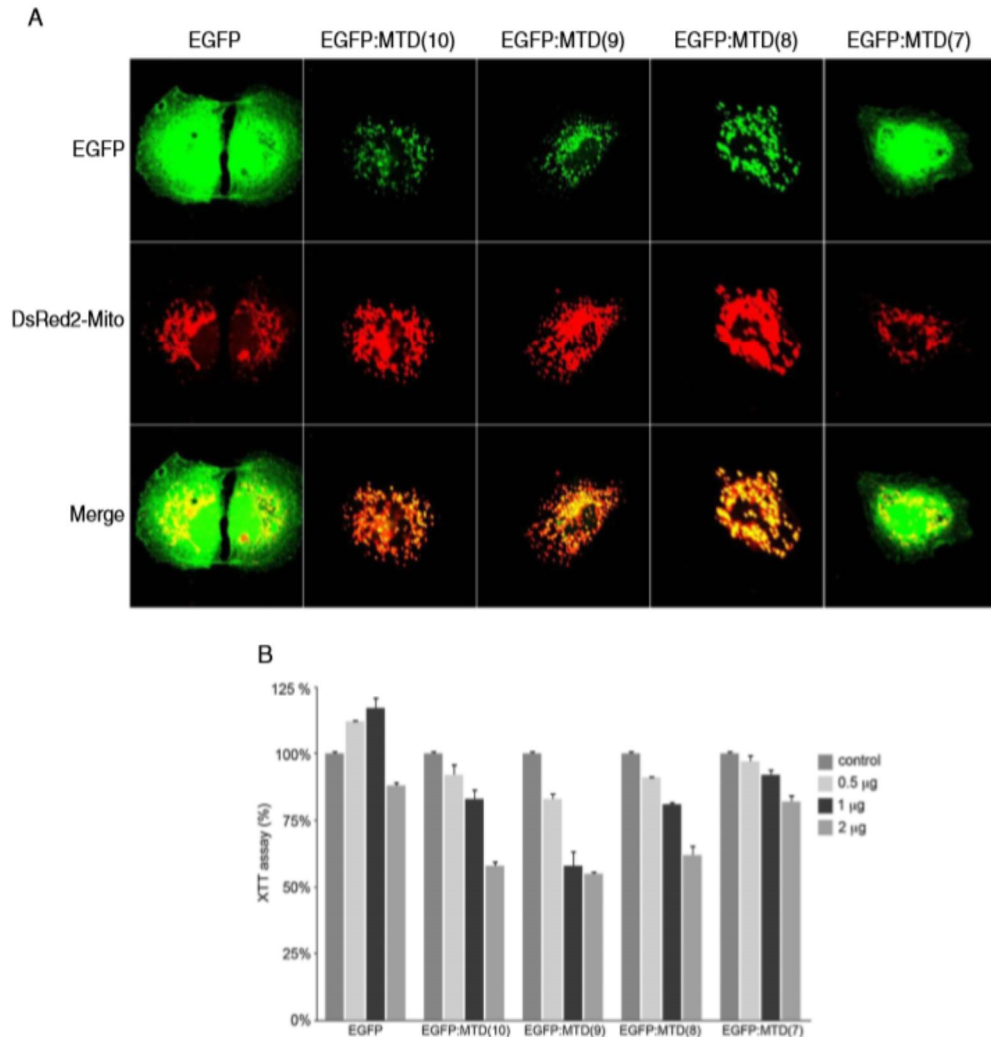 A
EGFP EGFP:MTD(10) EGFP:MTD(9) EGFP:MTD(8) EGFP:MTD(7)
EGFP
DsRed2-Mito
Merge
B
125 %
100%
75%
50%
25%
0%
XTT assay (%)
control
0.5 μg
1 μg
2 μg
EGFP EGFP:MTD(10) EGFP:MTD(9) EGFP:MTD(8) EGFP:MTD(7)